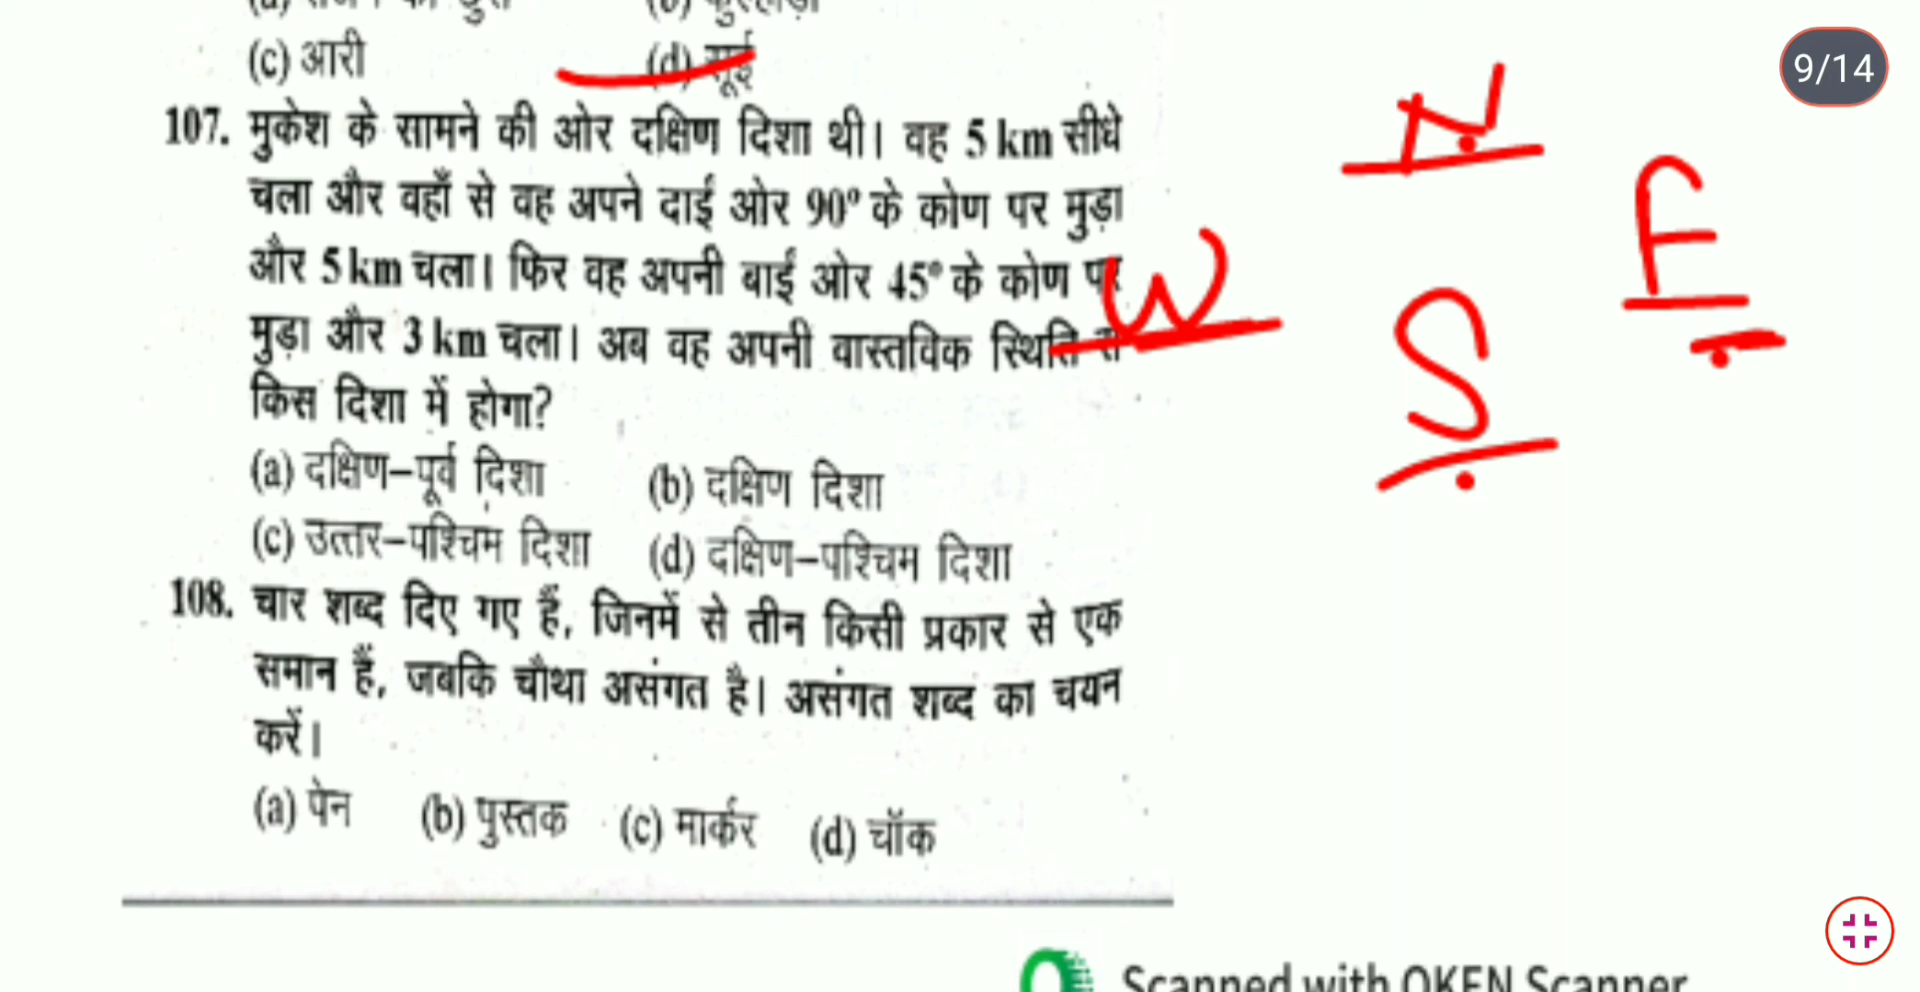 (c) आरी (d) सूई
107. मुकेश के सामने की ओर दक्षिण दिशा थी। वह 5 km सीधे
चला और वहाँ से वह अपने दाईं ओर 90° के कोण पर मुड़ा
और 5 km चला। फिर वह अपनी बाईं ओर 45° के कोण पर
मुड़ा और 3 km चला। अब वह अपनी वास्तविक स्थिति से
किस दिशा में होगा?
(a) दक्षिण–पूर्व दिशा (b) दक्षिण दिशा
(c) उत्तर–पश्चिम दिशा (d) दक्षिण–पश्चिम दिशा
108. चार शब्द दिए गए हैं, जिनमें से तीन किसी प्रकार से एक
समान हैं, जबकि चौथा असंगत है। असंगत शब्द का चयन
करें।
(a) पेन (b) पुस्तक (c) मार्कर (d) चॉक
N
W
S
9/14
Scanned with OKEN Scanner